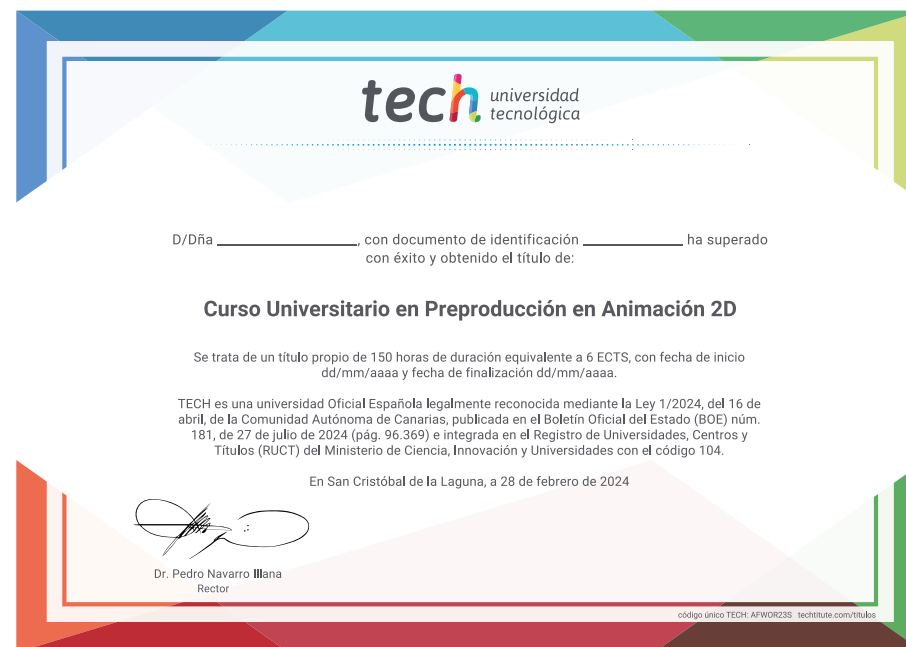 tech universidad
tecnológica
D/Dña ______________, con documento de identificación __________ ha superado
con éxito y obtenido el título de:
Curso Universitario en Preproducción en Animación 2D
Se trata de un título propio de 150 horas de duración equivalente a 6 ECTS, con fecha de inicio
dd/mm/aaaa y fecha de finalización dd/mm/aaaa.
TECH es una universidad Oficial Española legalmente reconocida mediante la Ley 1/2024, del 16 de
abril, de la Comunidad Autónoma de Canarias, publicada en el Boletín Oficial del Estado (BOE) núm.
181, de 27 de julio de 2024 (pág. 96.369) e integrada en el Registro de Universidades, Centros y
Títulos (RUCT) del Ministerio de Ciencia, Innovación y Universidades con el código 104.
En San Cristóbal de la Laguna, a 28 de febrero de 2024
Dr. Pedro Navarro Illana
Rector
código único TECH: AFWOR23S techtitute.com/titulos